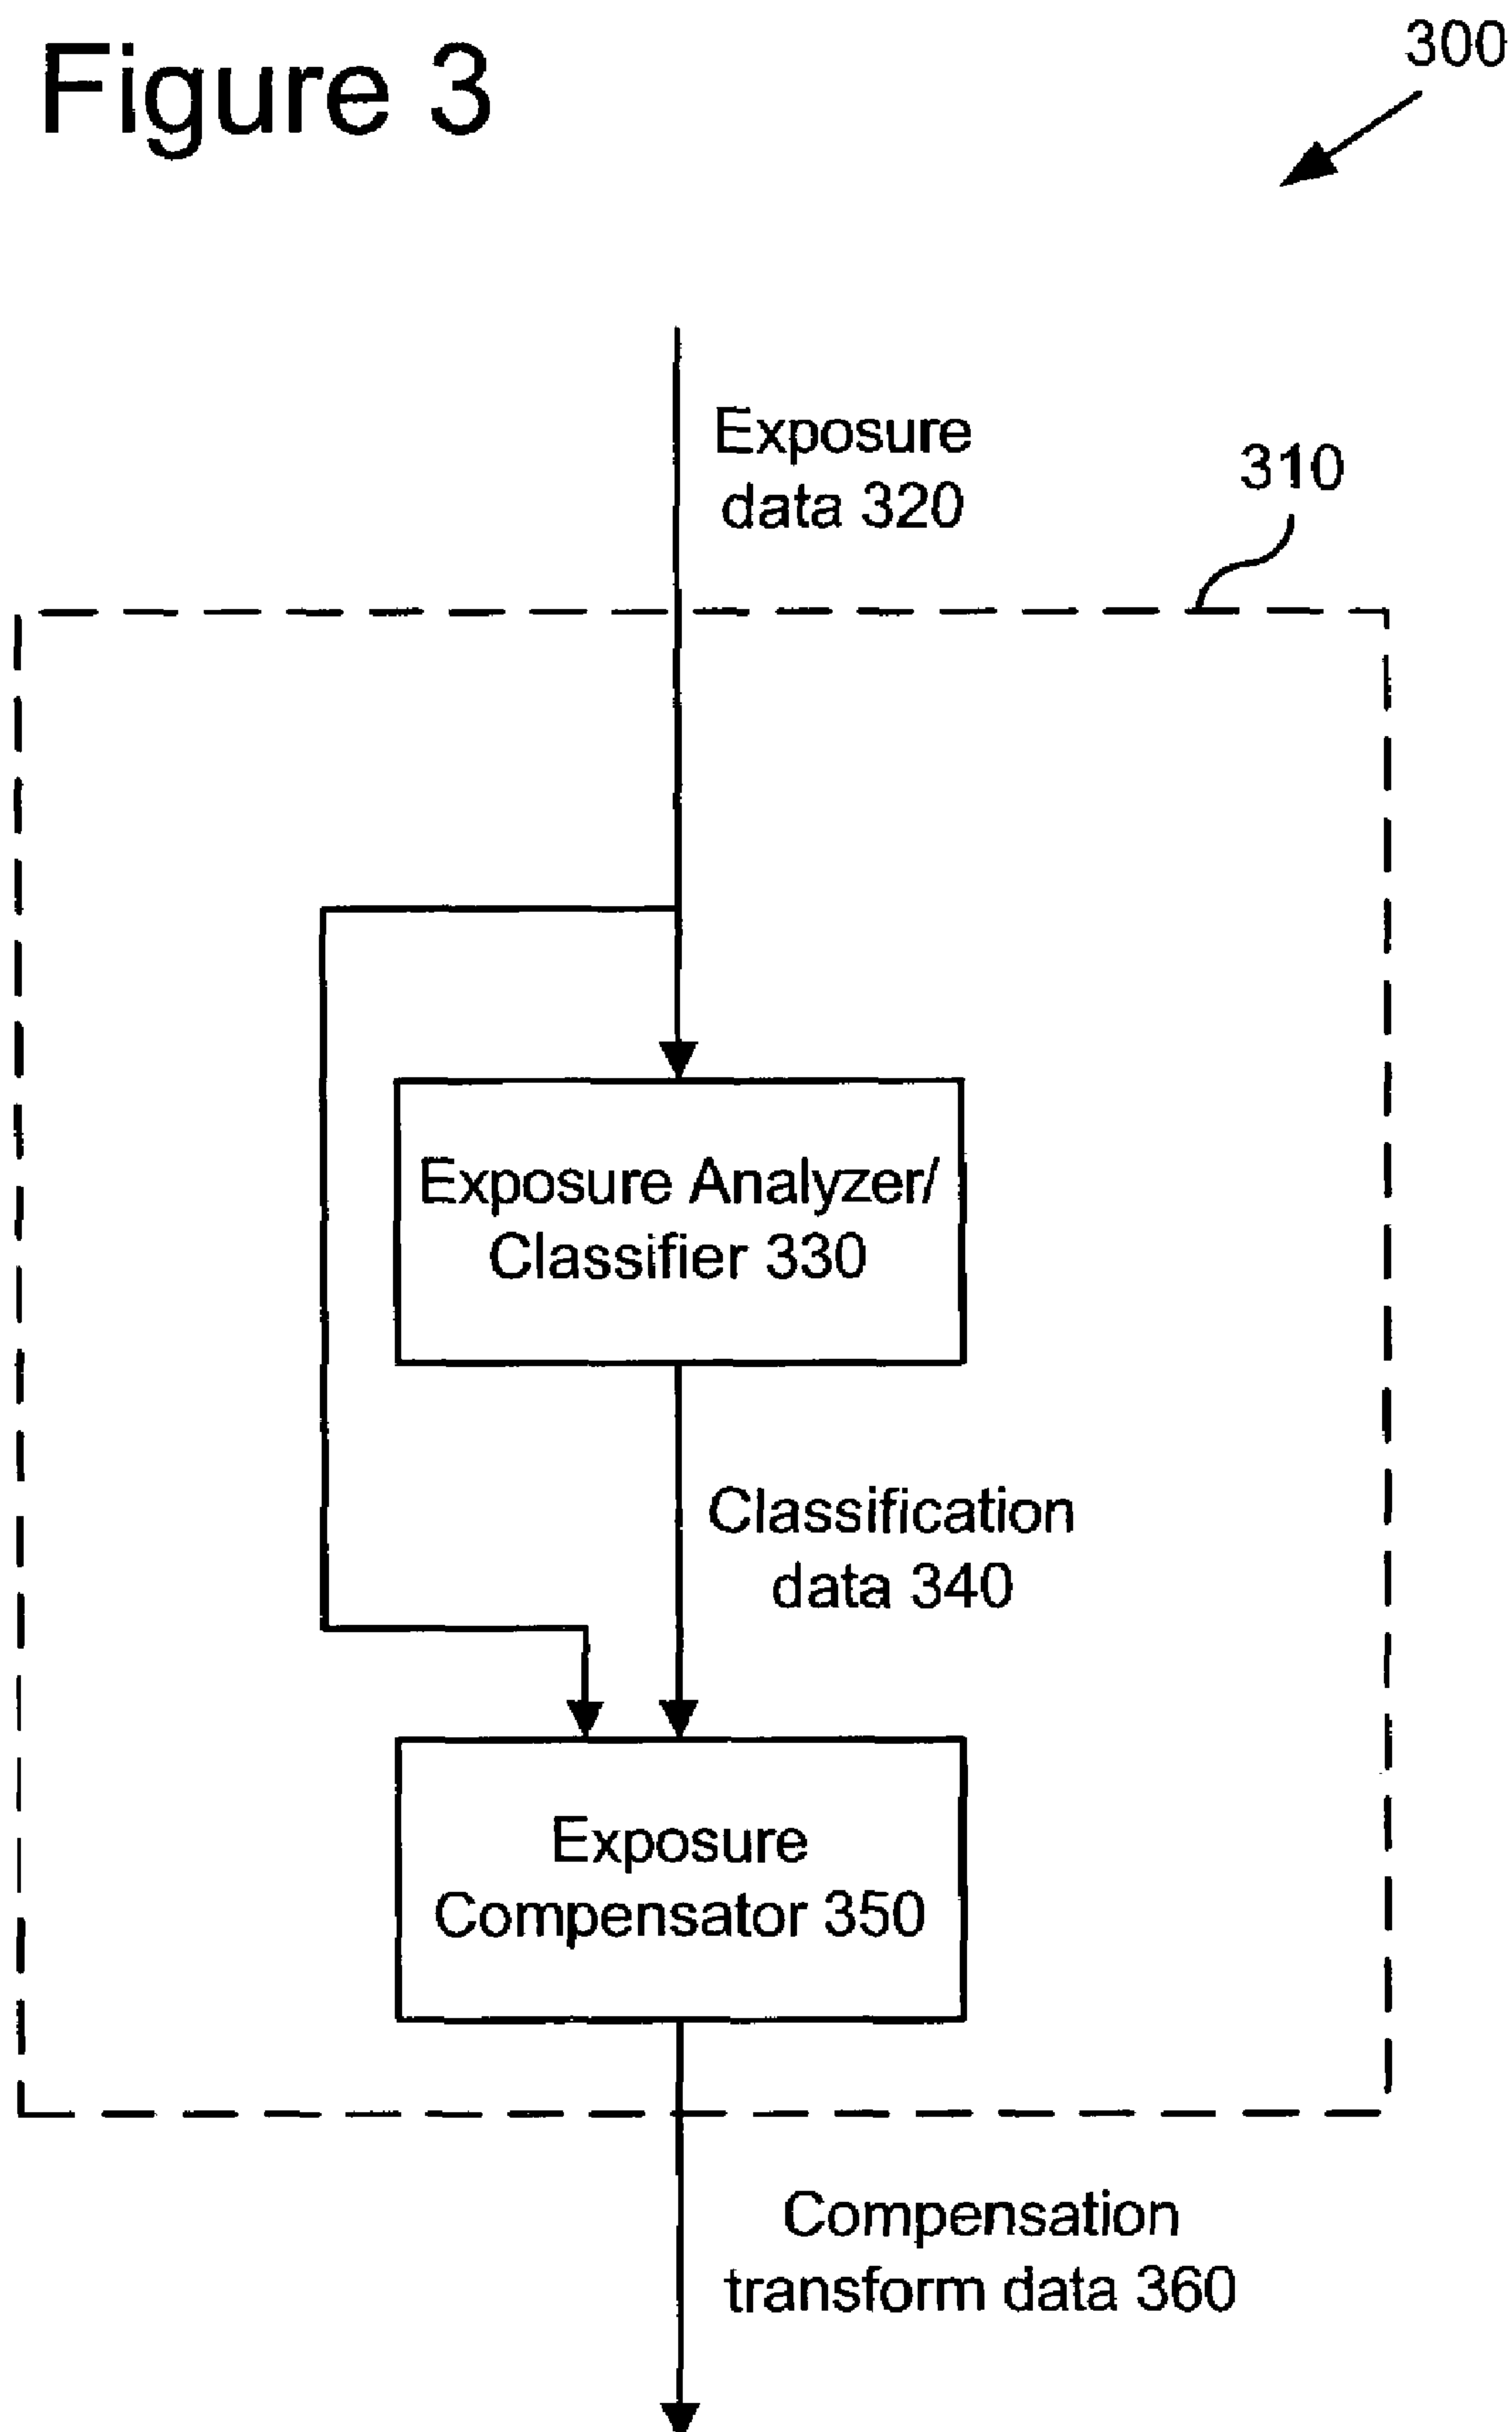 Figure 3
300
Exposure
data 320
310
Exposure Analyzer/
Classifier 330
Classification
data 340
Exposure
Compensator 350
Compensation
transform data 360